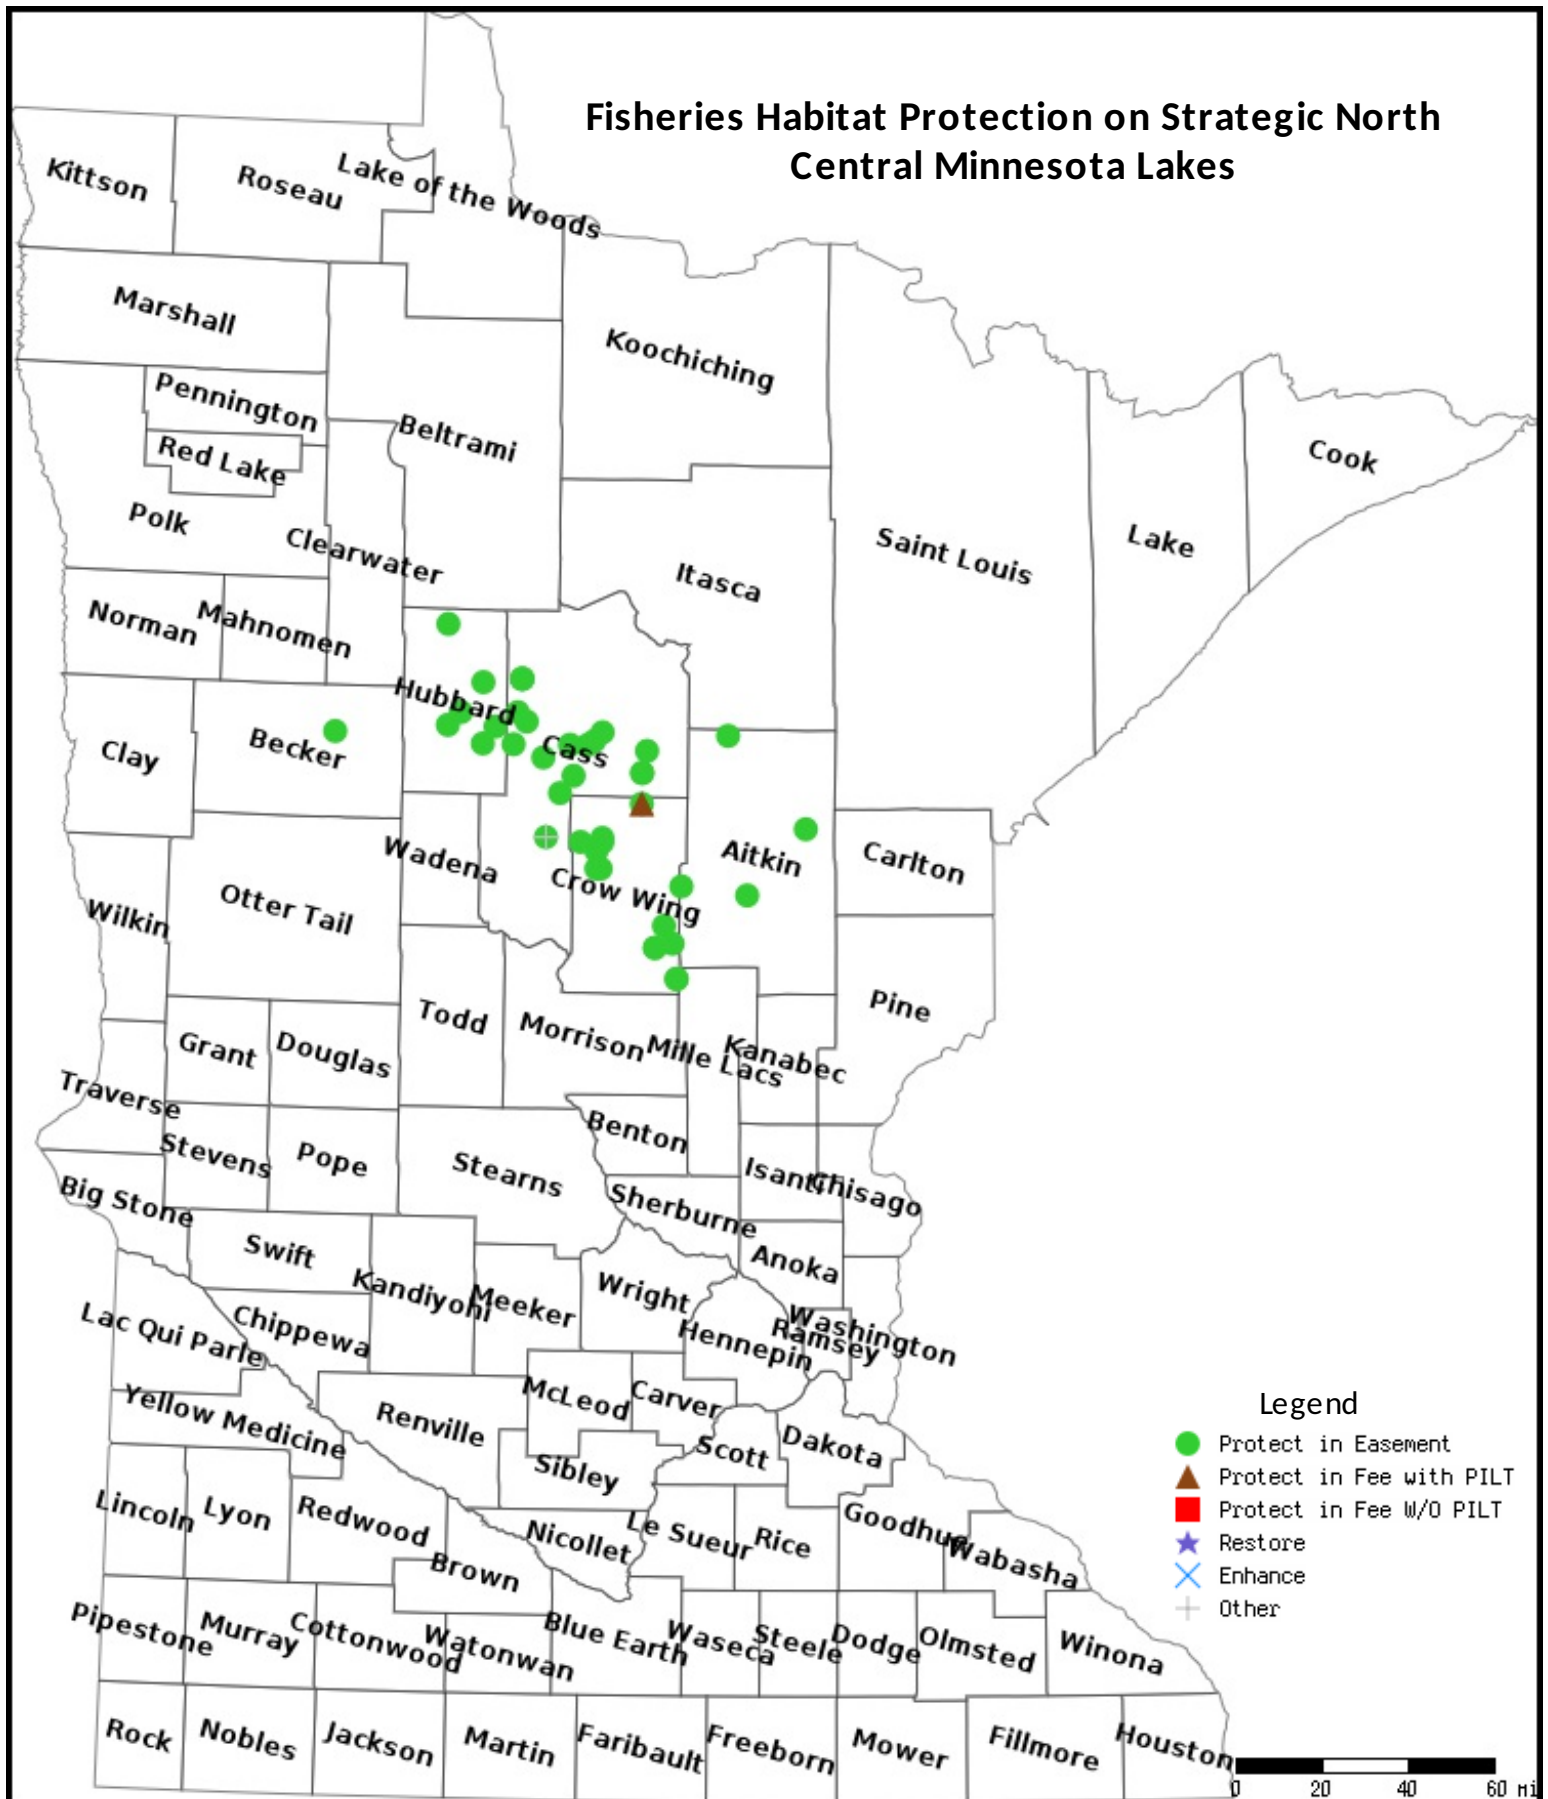 Fisheries Habitat Protection on Strategic North
Central Minnesota Lakes
Kittson
Roseau
Lake of the Woods
Marshall
Koochiching
Pennington
Beltrami
Red Lake
Cook
Polk
Clearwater
Saint Louis
Lake
Itasca
Norman
Mahnomen
Hubbard
Clay
Becker
Cass
Wadena
Aitkin
Carlton
Otter Tail
Crow Wing
Wilkin
Pine
Todd
Morrison
Mille Lacs
Kanabec
Grant
Douglas
Traverse
Benton
Stevens
Pope
Stearns
Isanti
Chisago
Big Stone
Sherburne
Swift
Anoka
Kandiyohi
Meeker
Wright
Lac Qui Parle
Chippewa
Hennepin
Ramsey
Washington
McLeod
Carver
Yellow Medicine
Renville
Scott
Dakota
Sibley
Lincoln
Lyon
Redwood
Nicollet
Le Sueur
Rice
Goodhue
Wabasha
Brown
Pipestone
Murray
Cottonwood
Watonwan
Blue Earth
Waseca
Steele
Dodge
Olmsted
Winona
Rock
Nobles
Jackson
Martin
Faribault
Freeborn
Mower
Fillmore
Houston
Legend
Protect in Easement
Protect in Fee with PILT
Protect in Fee W/O PILT
Restore
Enhance
Other
0 20 40 60 mi